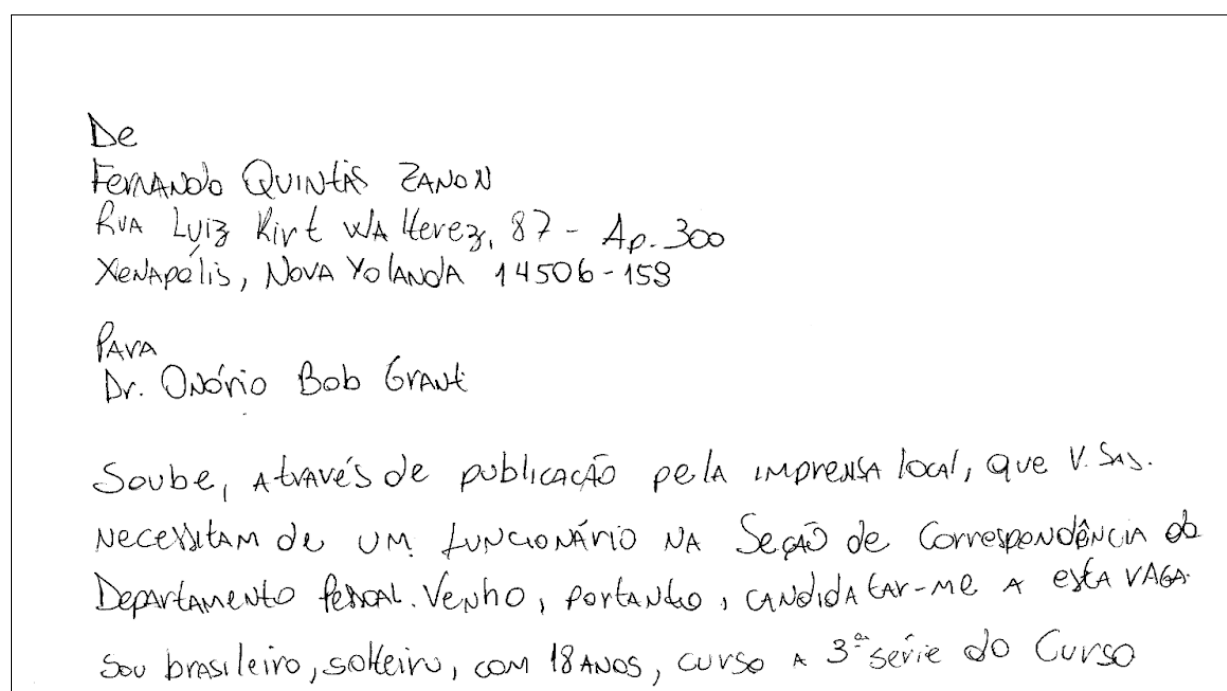 De
Fernando Quintas Zanon
Rua Luiz Kirt Walterez, 87 - Ap. 300
Xenapólis, Nova Yolanda 14506-159
Para
Dr. Onório Bob Grant
Soube, através de publicação pela imprensa local, que V. Sas.
necessitam de um funcionário na Seção de Correspondência do
Departamento Pessoal. Venho, portanto, candidatar-me a esta vaga.
Sou brasileiro, solteiro, com 18 anos, curso a 3ª série do Curso